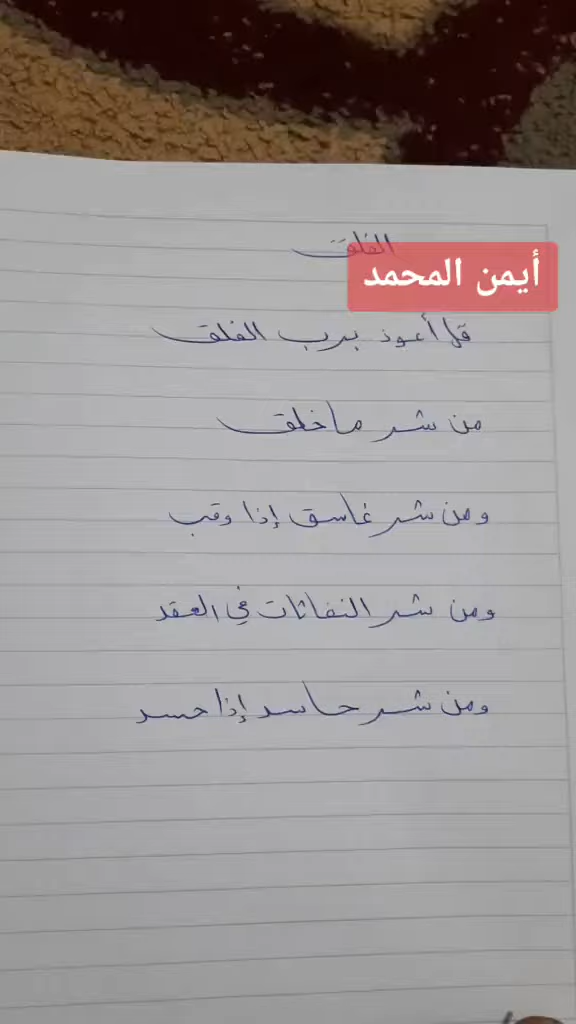 الفلق
أيمن المحمد
قل أعوذ برب الفلق
من شر ما خلق
ومن شر غاسق إذا وقب
ومن شر النفاثات في العقد
ومن شر حاسد إذا حسد